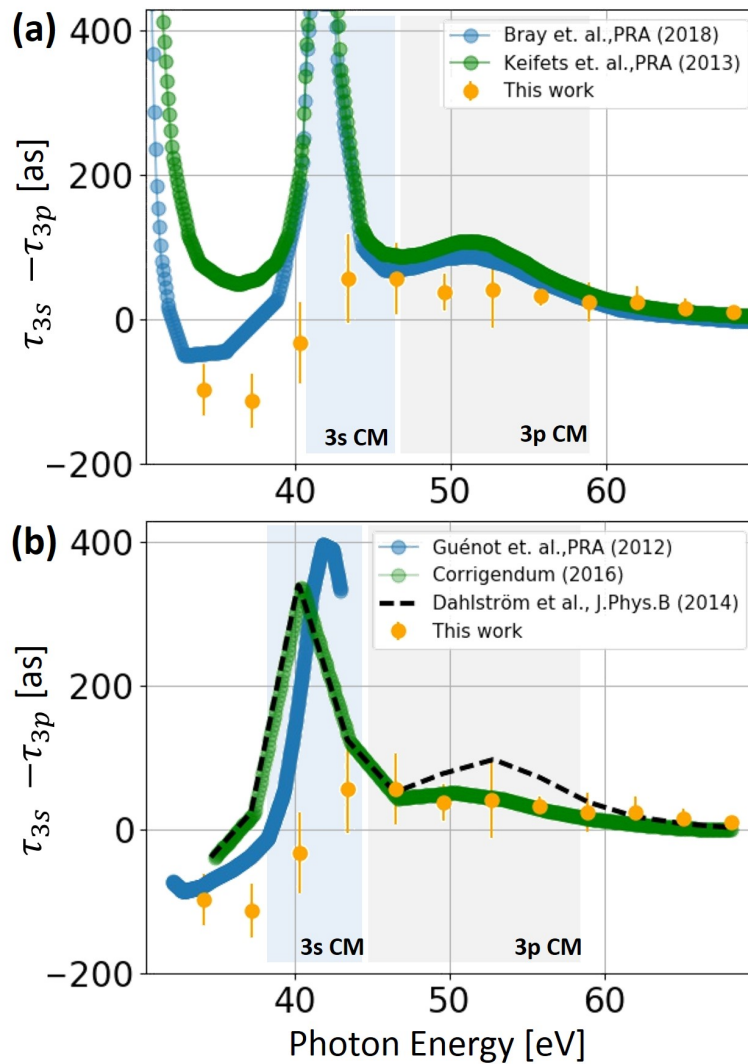 (a)
400
200
0
−200
τ3s −τ3p [as]
Bray et. al.,PRA (2018)
Keifets et. al.,PRA (2013)
This work
3s CM
3p CM
40
50
60
(b)
400
200
0
−200
τ3s −τ3p [as]
Guénot et. al.,PRA (2012)
Corrigendum (2016)
Dahlström et al., J.Phys.B (2014)
This work
3s CM
3p CM
40
50
60
Photon Energy [eV]